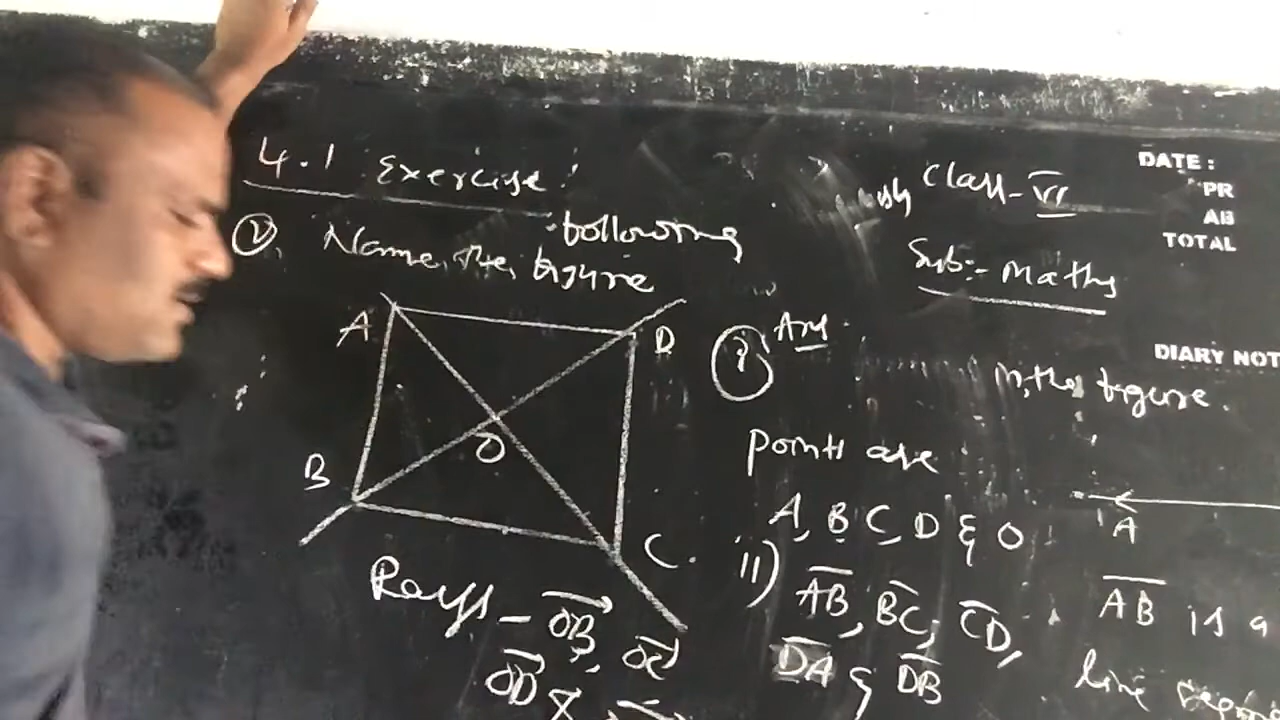 4.1 Exercise:
Class-VI
Sub:- Maths
DATE :
PR
AB
TOTAL
DIARY NOT
Name the following
figure
A
D
O
B
C.
Rays - OB, OC
OD &
Ans.
In the figure.
points are
A, B, C, D & O
ii) AB, BC, CD,
DA & DB
A
AB is a
line